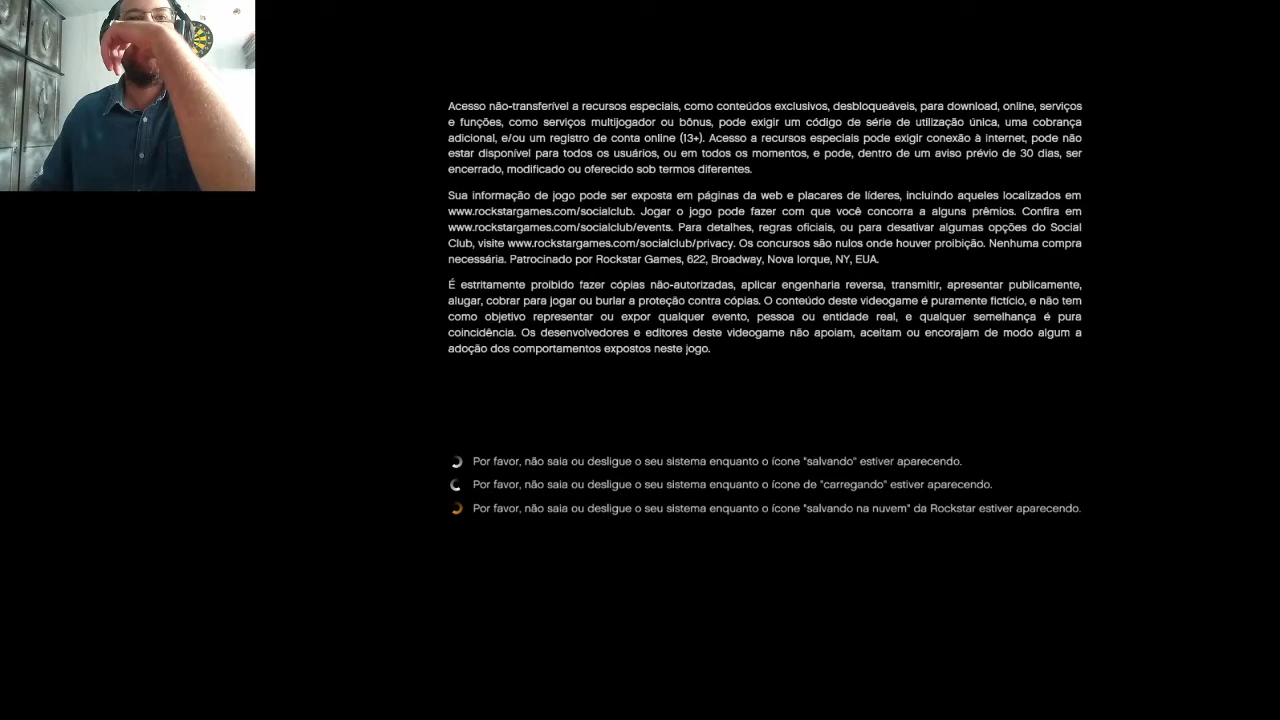 Acesso não-transferível a recursos especiais, como conteúdos exclusivos, desbloqueáveis, para download, online, serviços
e funções, como serviços multijogador ou bônus, pode exigir um código de série de utilização única, uma cobrança
adicional, e/ou um registro de conta online (13+). Acesso a recursos especiais pode exigir conexão à internet, pode não
estar disponível para todos os usuários, ou em todos os momentos, e pode, dentro de um aviso prévio de 30 dias, ser
encerrado, modificado ou oferecido sob termos diferentes.
Sua informação de jogo pode ser exposta em páginas da web e placares de líderes, incluindo aqueles localizados em
www.rockstargames.com/socialclub. Jogar o jogo pode fazer com que você concorra a alguns prêmios. Confira em
www.rockstargames.com/socialclub/events. Para detalhes, regras oficiais, ou para desativar algumas opções do Social
Club, visite www.rockstargames.com/socialclub/privacy. Os concursos são nulos onde houver proibição. Nenhuma compra
necessária. Patrocinado por Rockstar Games, 622, Broadway, Nova Iorque, NY, EUA.
É estritamente proibido fazer cópias não-autorizadas, aplicar engenharia reversa, transmitir, apresentar publicamente,
alugar, cobrar para jogar ou burlar a proteção contra cópias. O conteúdo deste videogame é puramente fictício, e não tem
como objetivo representar ou expor qualquer evento, pessoa ou entidade real, e qualquer semelhança é pura
coincidência. Os desenvolvedores e editores deste videogame não apoiam, aceitam ou encorajam de modo algum a
adoção dos comportamentos expostos neste jogo.
Por favor, não saia ou desligue o seu sistema enquanto o ícone "salvando" estiver aparecendo.
Por favor, não saia ou desligue o seu sistema enquanto o ícone de "carregando" estiver aparecendo.
Por favor, não saia ou desligue o seu sistema enquanto o ícone "salvando na nuvem" da Rockstar estiver aparecendo.